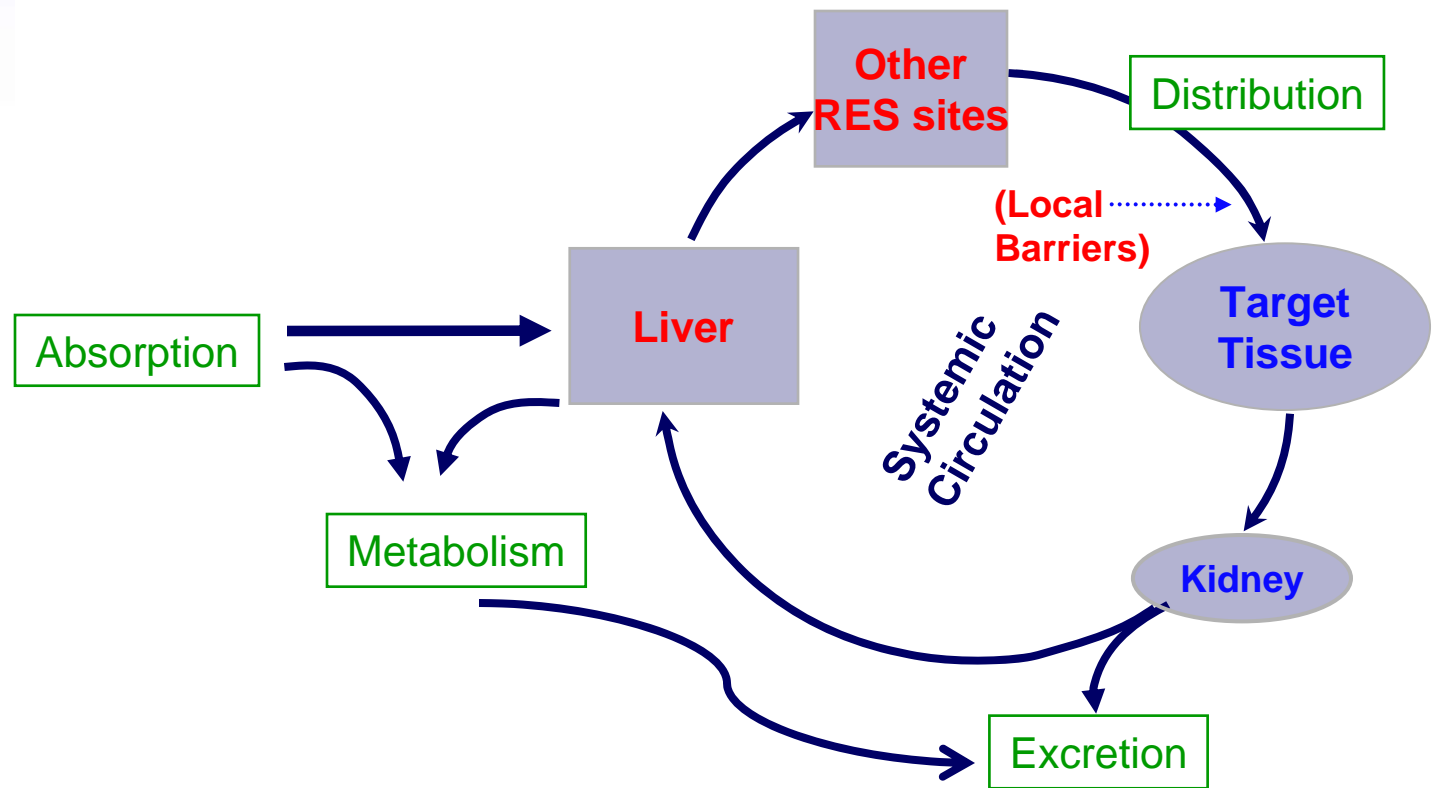 Other
RES sites
Distribution
(Local
Barriers)
Target
Tissue
Liver
Absorption
Systemic
Circulation
Metabolism
Kidney
Excretion